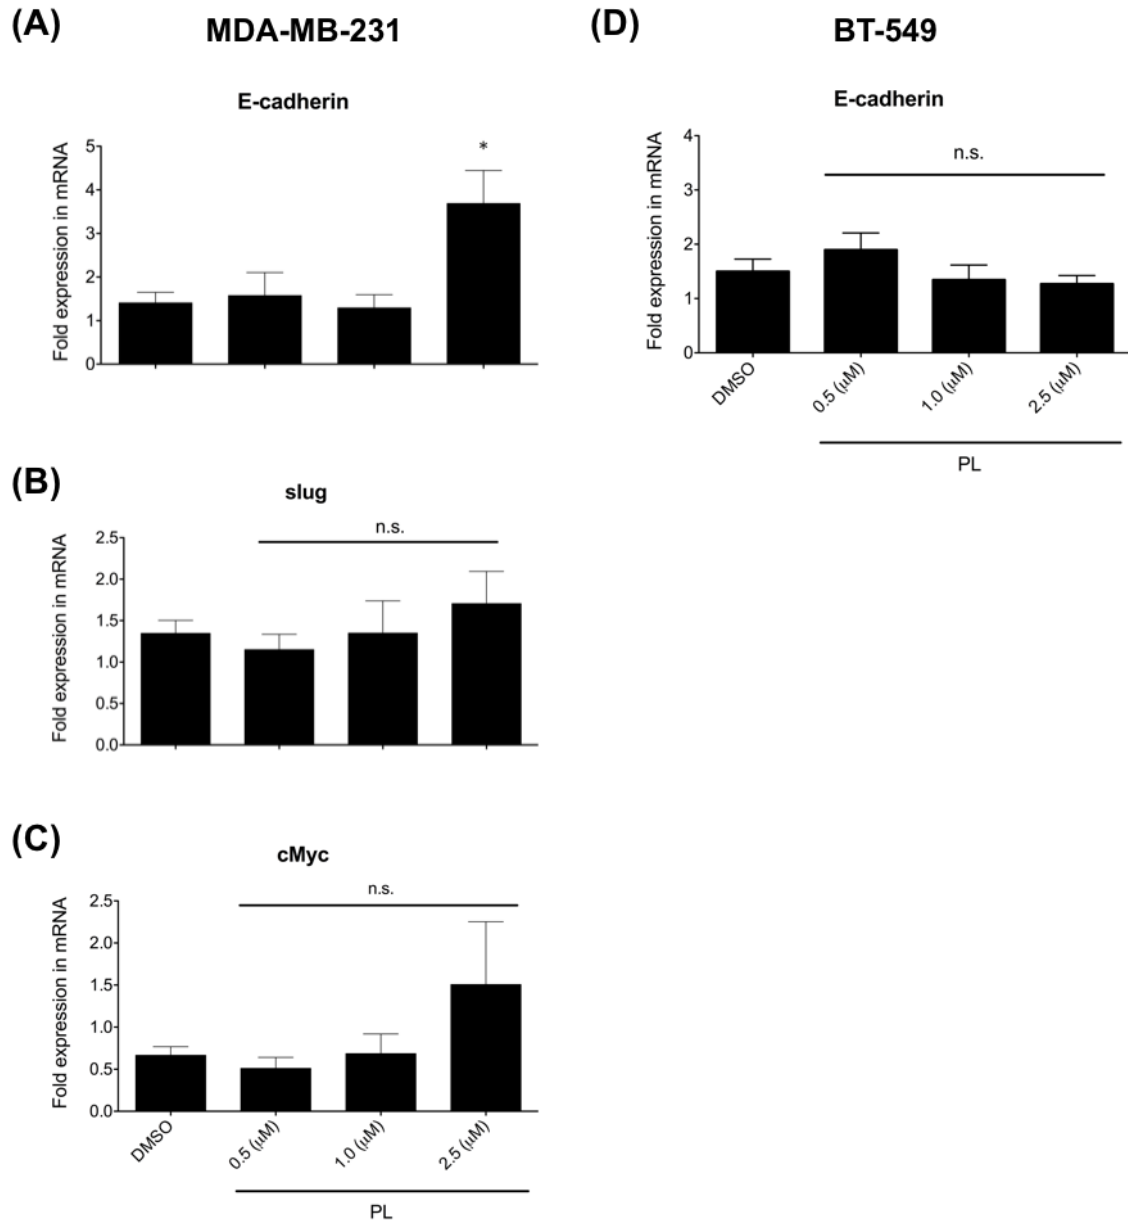 (A)
MDA-MB-231
E-cadherin
Fold expression in mRNA
5
4
3
2
1
0
*
(B)
slug
Fold expression in mRNA
2.5
2.0
1.5
1.0
0.5
0.0
n.s.
(C)
cMyc
Fold expression in mRNA
2.5
2.0
1.5
1.0
0.5
0.0
n.s.
DMSO
0.5 (μM)
1.0 (μM)
2.5 (μM)
PL
(D)
BT-549
E-cadherin
Fold expression in mRNA
4
3
2
1
0
n.s.
DMSO
0.5 (μM)
1.0 (μM)
2.5 (μM)
PL